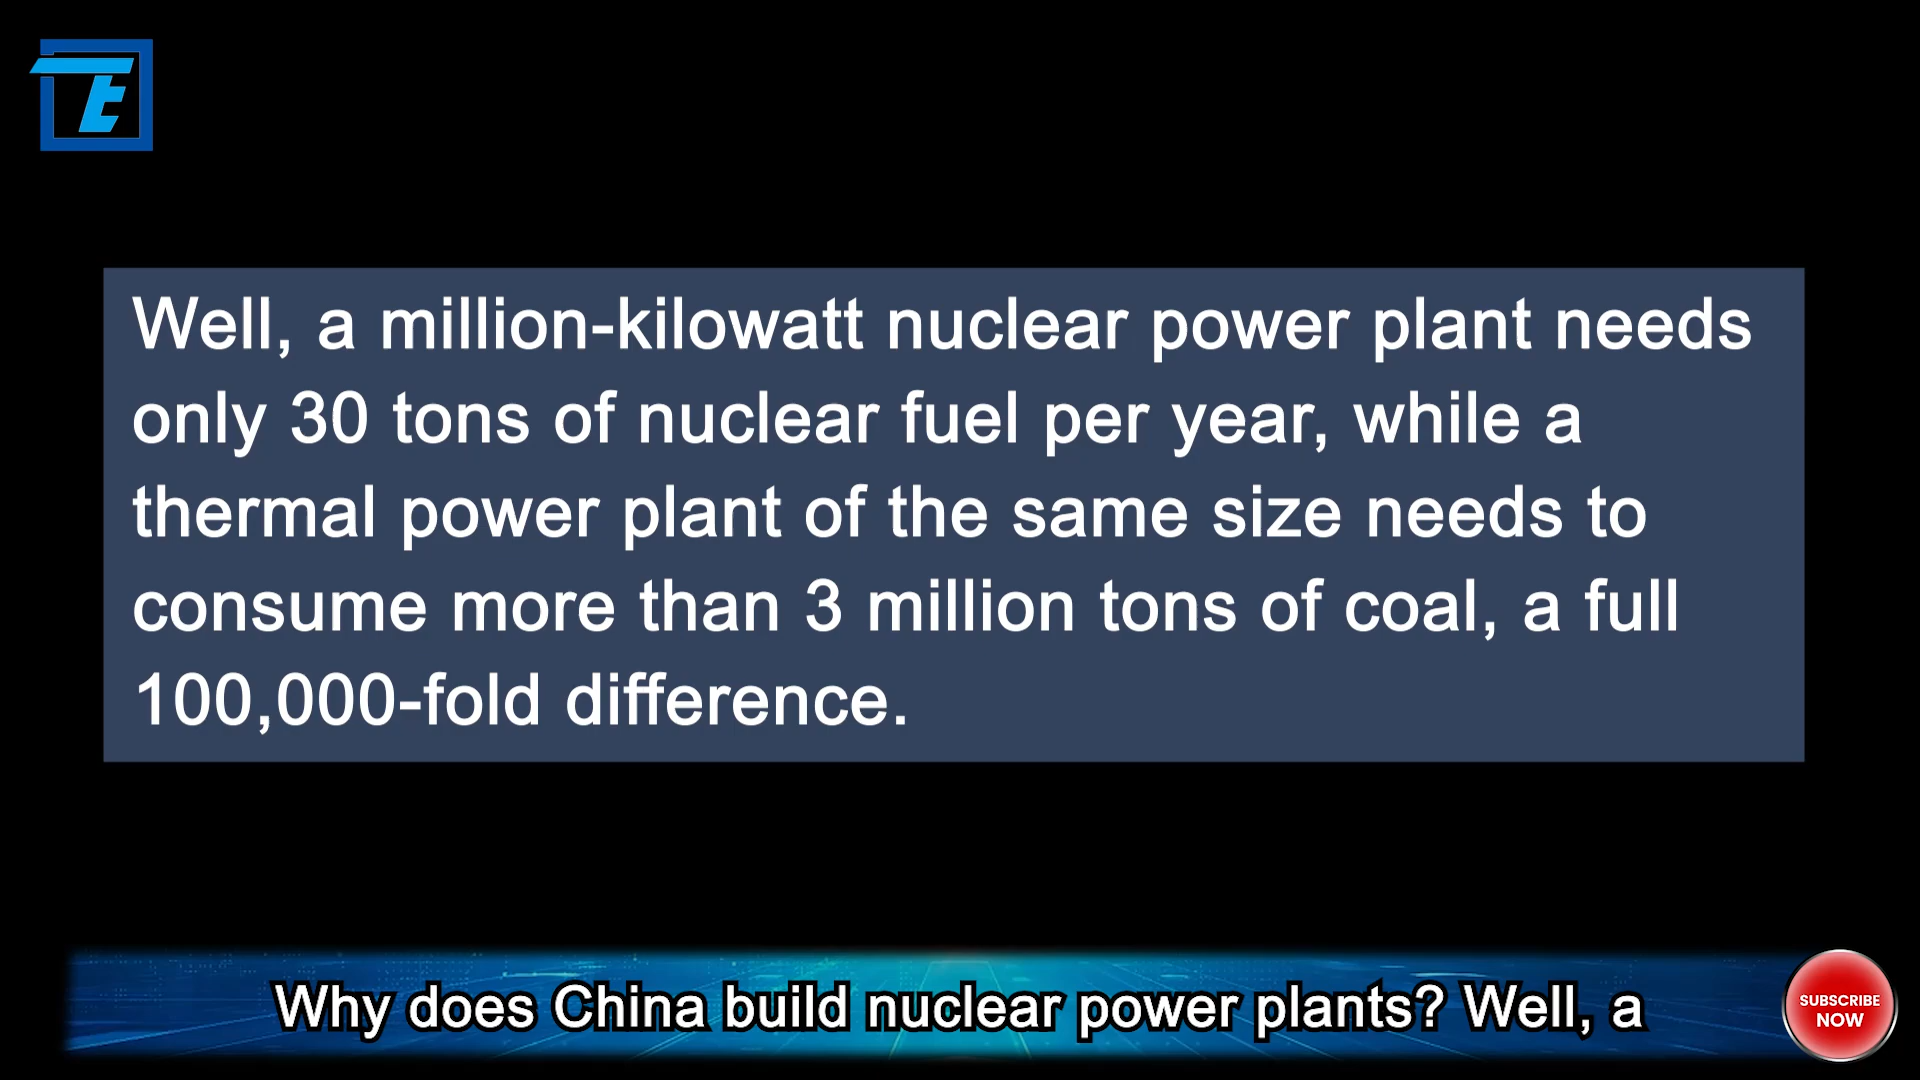 TE
Well, a million-kilowatt nuclear power plant needs
only 30 tons of nuclear fuel per year, while a
thermal power plant of the same size needs to
consume more than 3 million tons of coal, a full
100,000-fold difference.
Why does China build nuclear power plants? Well, a
SUBSCRIBE
NOW